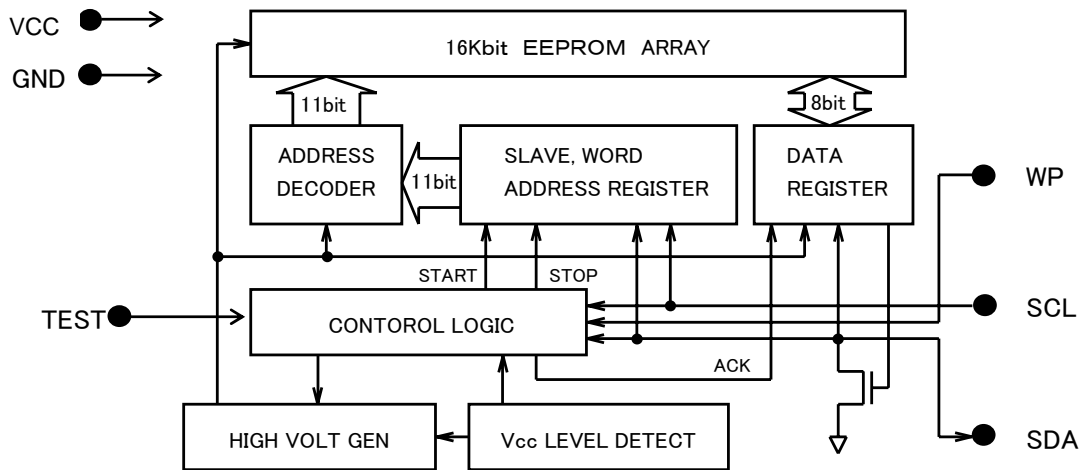 VCC
16Kbit EEPROM ARRAY
GND
11bit
8bit
ADDRESS
DECODER
11bit
SLAVE, WORD
ADDRESS REGISTER
DATA
REGISTER
WP
START
STOP
TEST
CONTOROL LOGIC
SCL
ACK
HIGH VOLT GEN
Vcc LEVEL DETECT
SDA